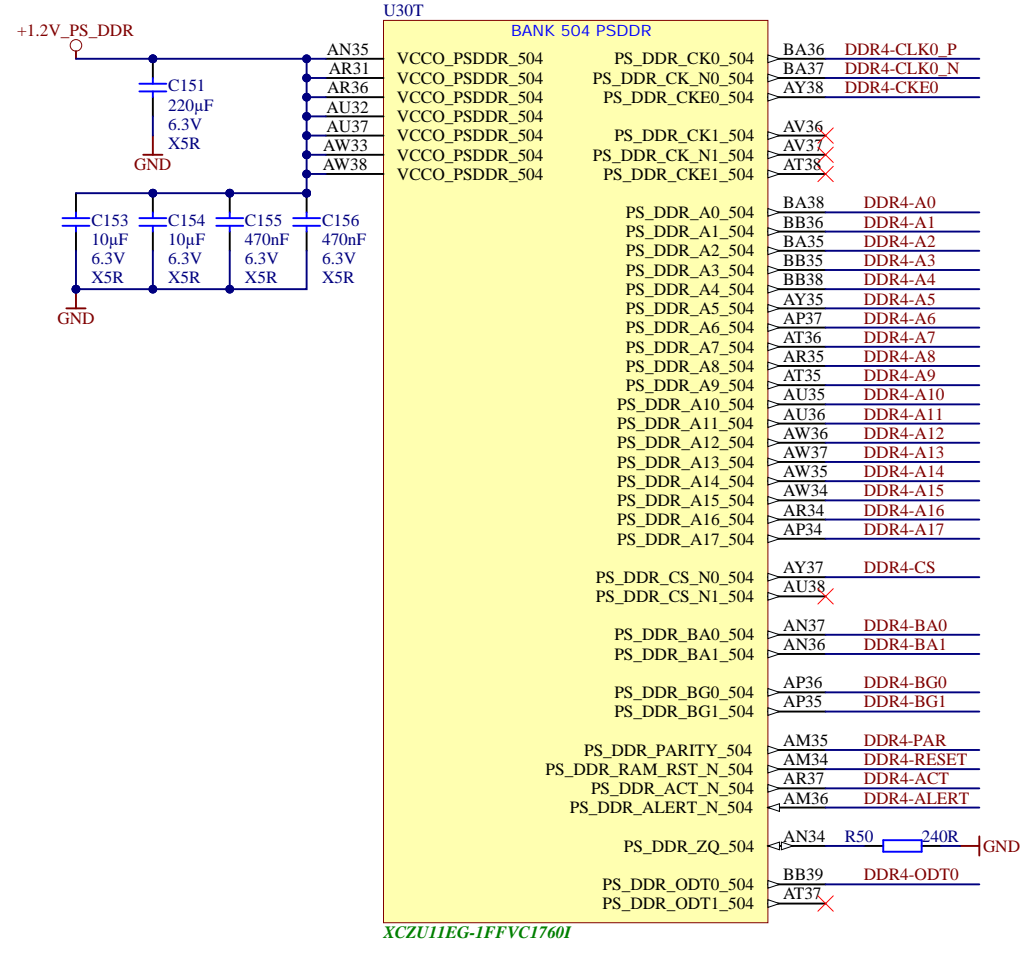 U30T
+1.2V_PS_DDR
BANK 504 PSDDR
AN35 VCCO_PSDDR_504 PS_DDR_CK0_504 BA36 DDR4-CLK0_P
AR31 VCCO_PSDDR_504 PS_DDR_CK_N0_504 BA37 DDR4-CLK0_N
AR36 VCCO_PSDDR_504 PS_DDR_CKE0_504 AY38 DDR4-CKE0
AU32 VCCO_PSDDR_504
AU37 VCCO_PSDDR_504 PS_DDR_CK1_504 AV36
AW33 VCCO_PSDDR_504 PS_DDR_CK_N1_504 AV37
AW38 VCCO_PSDDR_504 PS_DDR_CKE1_504 AT38
C151
220µF
6.3V
X5R
GND
C153 C154 C155 C156
10µF 10µF 470nF 470nF
6.3V 6.3V 6.3V 6.3V
X5R X5R X5R X5R
GND
PS_DDR_A0_504 BA38 DDR4-A0
PS_DDR_A1_504 BB36 DDR4-A1
PS_DDR_A2_504 BA35 DDR4-A2
PS_DDR_A3_504 BB35 DDR4-A3
PS_DDR_A4_504 BB38 DDR4-A4
PS_DDR_A5_504 AY35 DDR4-A5
PS_DDR_A6_504 AP37 DDR4-A6
PS_DDR_A7_504 AT36 DDR4-A7
PS_DDR_A8_504 AR35 DDR4-A8
PS_DDR_A9_504 AT35 DDR4-A9
PS_DDR_A10_504 AU35 DDR4-A10
PS_DDR_A11_504 AU36 DDR4-A11
PS_DDR_A12_504 AW36 DDR4-A12
PS_DDR_A13_504 AW37 DDR4-A13
PS_DDR_A14_504 AW35 DDR4-A14
PS_DDR_A15_504 AW34 DDR4-A15
PS_DDR_A16_504 AR34 DDR4-A16
PS_DDR_A17_504 AP34 DDR4-A17
PS_DDR_CS_N0_504 AY37 DDR4-CS
PS_DDR_CS_N1_504 AU38
PS_DDR_BA0_504 AN37 DDR4-BA0
PS_DDR_BA1_504 AN36 DDR4-BA1
PS_DDR_BG0_504 AP36 DDR4-BG0
PS_DDR_BG1_504 AP35 DDR4-BG1
PS_DDR_PARITY_504 AM35 DDR4-PAR
PS_DDR_RAM_RST_N_504 AM34 DDR4-RESET
PS_DDR_ACT_N_504 AR37 DDR4-ACT
PS_DDR_ALERT_N_504 AM36 DDR4-ALERT
PS_DDR_ZQ_504 AN34 R50 240R GND
PS_DDR_ODT0_504 BB39 DDR4-ODT0
PS_DDR_ODT1_504 AT37
XCZU11EG-1FFVC1760I